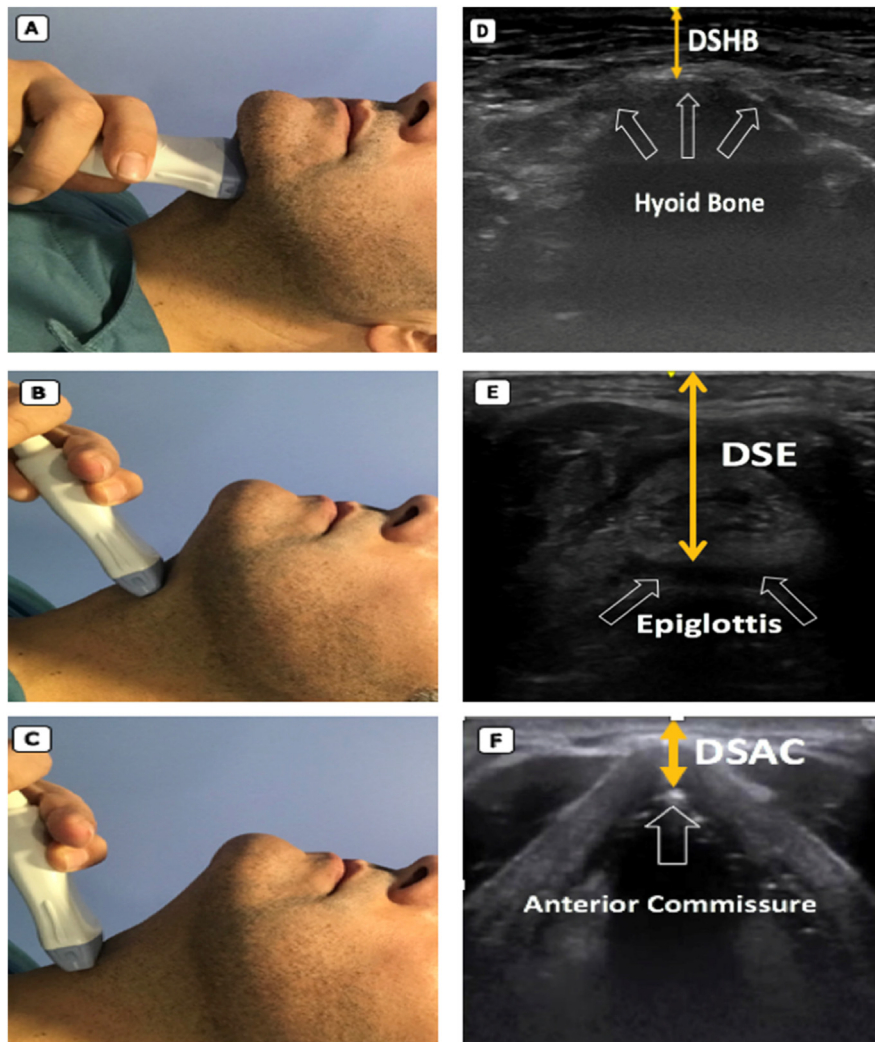 A
D
DSHB
Hyoid Bone
B
E
DSE
Epiglottis
C
F
DSAC
Anterior Commissure